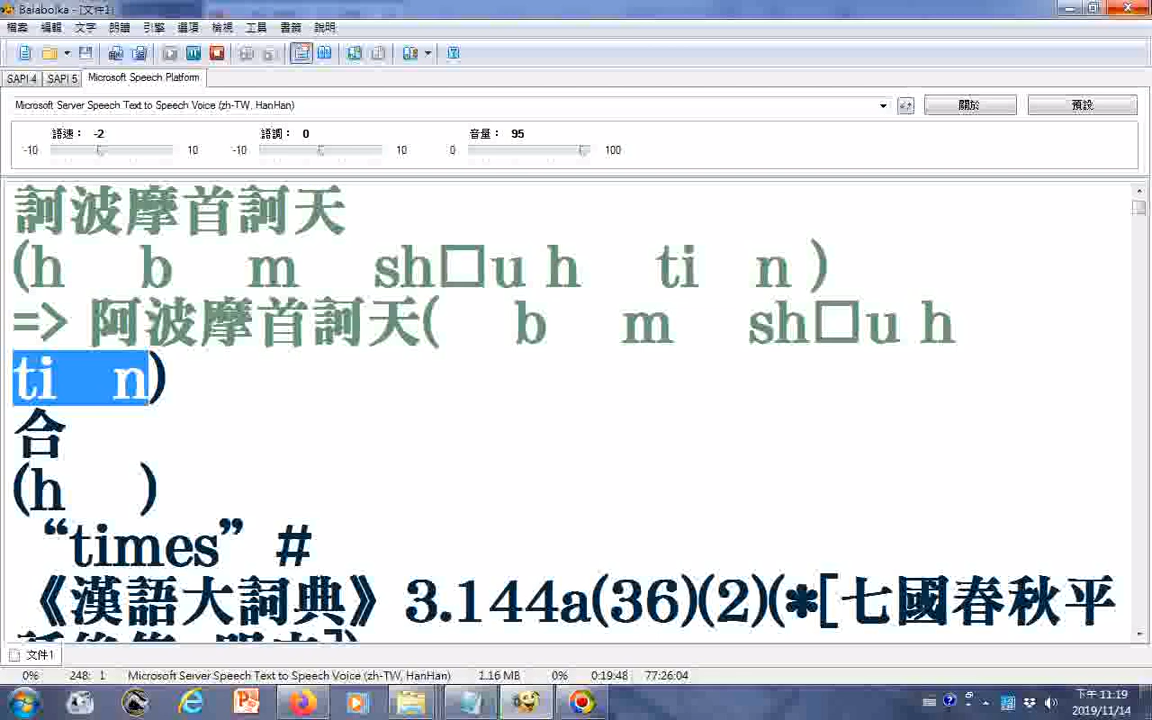 Balabolka - [文件1]
檔案 編輯 文字 朗讀 引擎 選項 檢視 工具 書籤 說明
SAPI 4 SAPI 5 Microsoft Speech Platform
Microsoft Server Speech Text to Speech Voice (zh-TW, HanHan) 關於 預設
語速： -2 語調： 0 音量： 95
-10 10 -10 10 0 100
訶波摩首訶天
(h b m sh□u h ti n )
=> 阿波摩首訶天( b m sh□u h
ti n)
合
(h )
“times” #
《漢語大詞典》 3.144a(36)(2)(*[七國春秋平
文件1
0% 248: 1 Microsoft Server Speech Text to Speech Voice (zh-TW, HanHan) 1.16 MB 0% 0:19:48 77:26:04
下午 11:19
2019/11/14